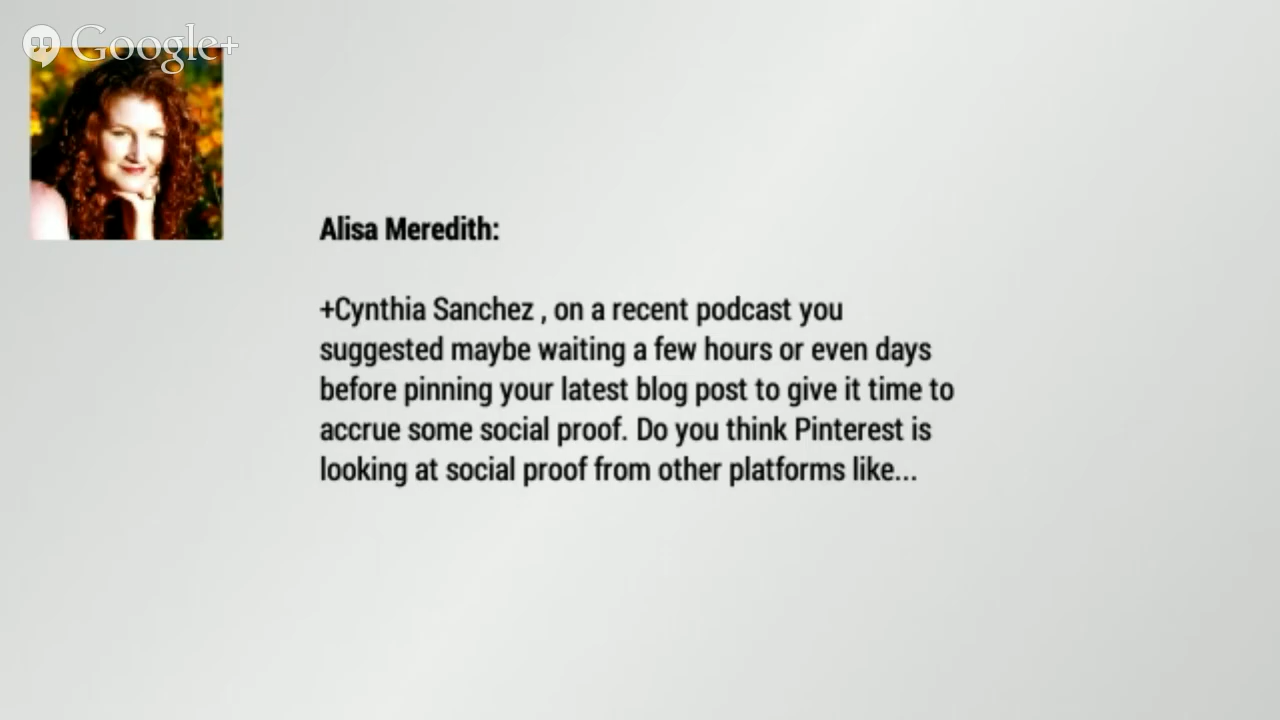 Google+
Alisa Meredith:
+Cynthia Sanchez , on a recent podcast you
suggested maybe waiting a few hours or even days
before pinning your latest blog post to give it time to
accrue some social proof. Do you think Pinterest is
looking at social proof from other platforms like...